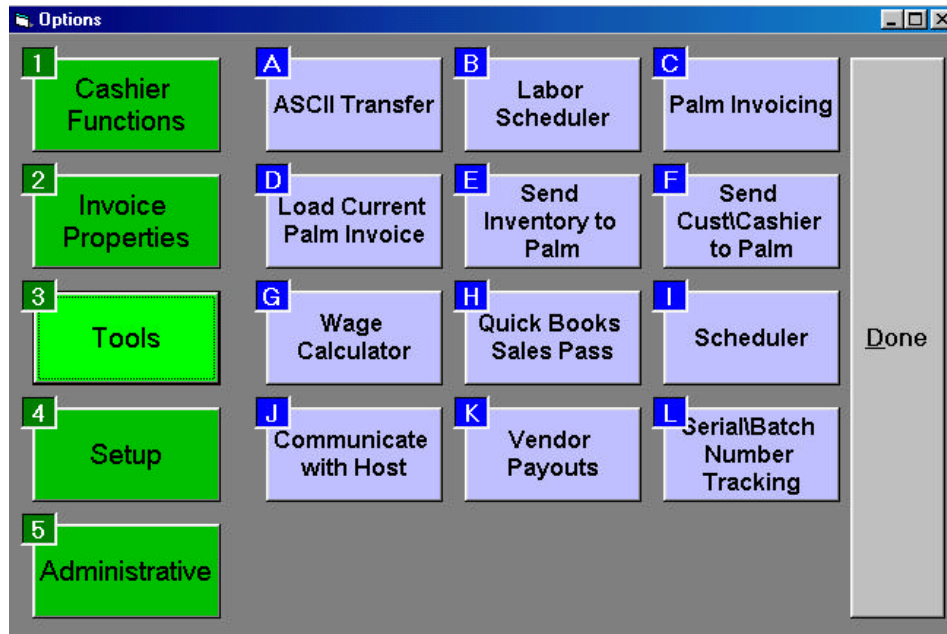 Options
1
Cashier
Functions
A
ASCII Transfer
B
Labor
Scheduler
C
Palm Invoicing
2
Invoice
Properties
D
Load Current
Palm Invoice
E
Send
Inventory to
Palm
F
Send
Cust\Cashier
to Palm
3
Tools
G
Wage
Calculator
H
Quick Books
Sales Pass
I
Scheduler
Done
4
Setup
J
Communicate
with Host
K
Vendor
Payouts
L
Serial\Batch
Number
Tracking
5
Administrative